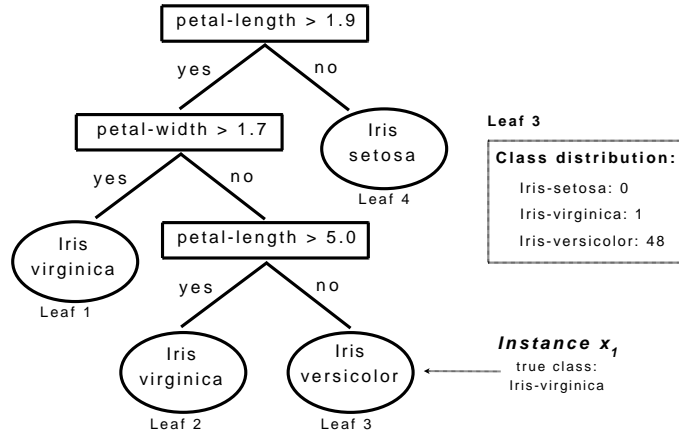 petal-length > 1.9
yes
no
petal-width > 1.7
Iris
setosa
Leaf 4
yes
no
Iris
virginica
Leaf 1
petal-length > 5.0
yes
no
Iris
virginica
Leaf 2
Iris
versicolor
Leaf 3
Leaf 3
Class distribution:
Iris-setosa: 0
Iris-virginica: 1
Iris-versicolor: 48
Instance x1
true class:
Iris-virginica